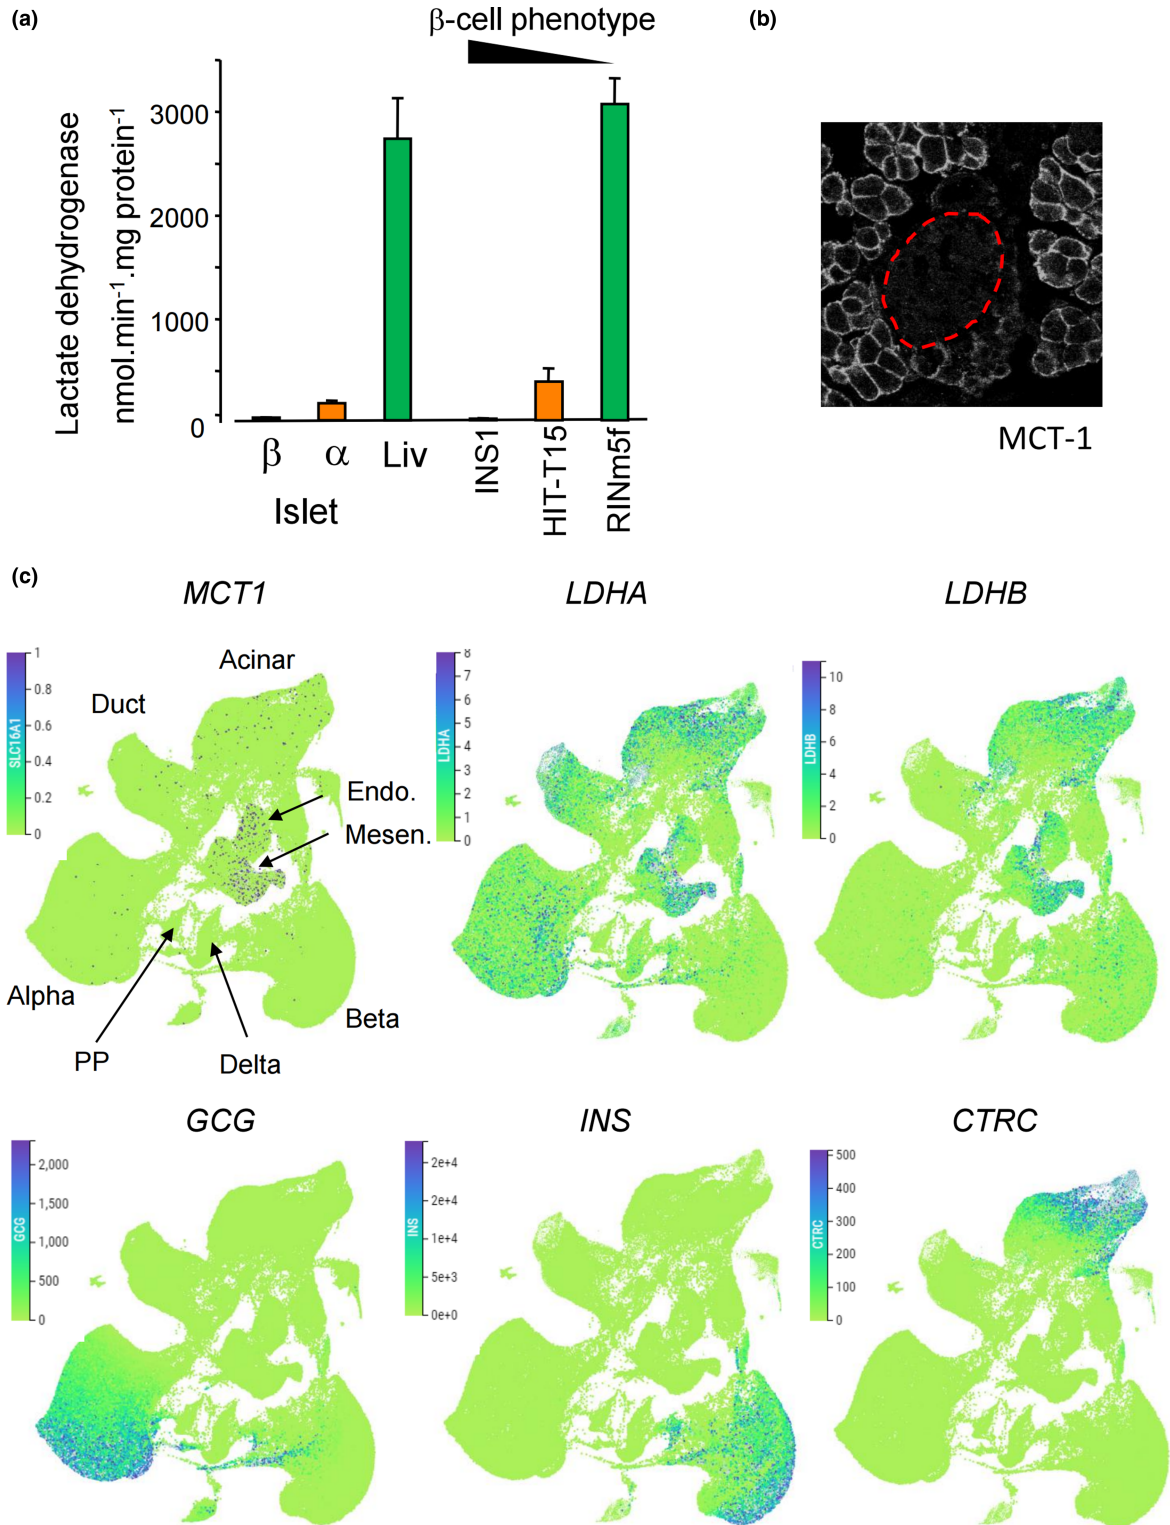 (a)
β-cell phenotype
Lactate dehydrogenase
nmol.min⁻¹.mg protein⁻¹
3000
2000
1000
0
β
α
Liv
INS1
HIT-T15
RINm5f
Islet
(b)
MCT-1
(c)
MCT1
SLC16A1
1
0.8
0.6
0.4
0.2
0
Acinar
Duct
Endo.
Mesen.
Alpha
Beta
PP
Delta
LDHA
LDHA
8
7
6
5
4
3
2
1
0
LDHB
LDHB
10
8
6
4
2
0
GCG
GCG
2,000
1,500
1,000
500
0
INS
INS
2e+4
2e+4
1e+4
5e+3
0e+0
CTRC
CTRC
500
400
300
200
100
0